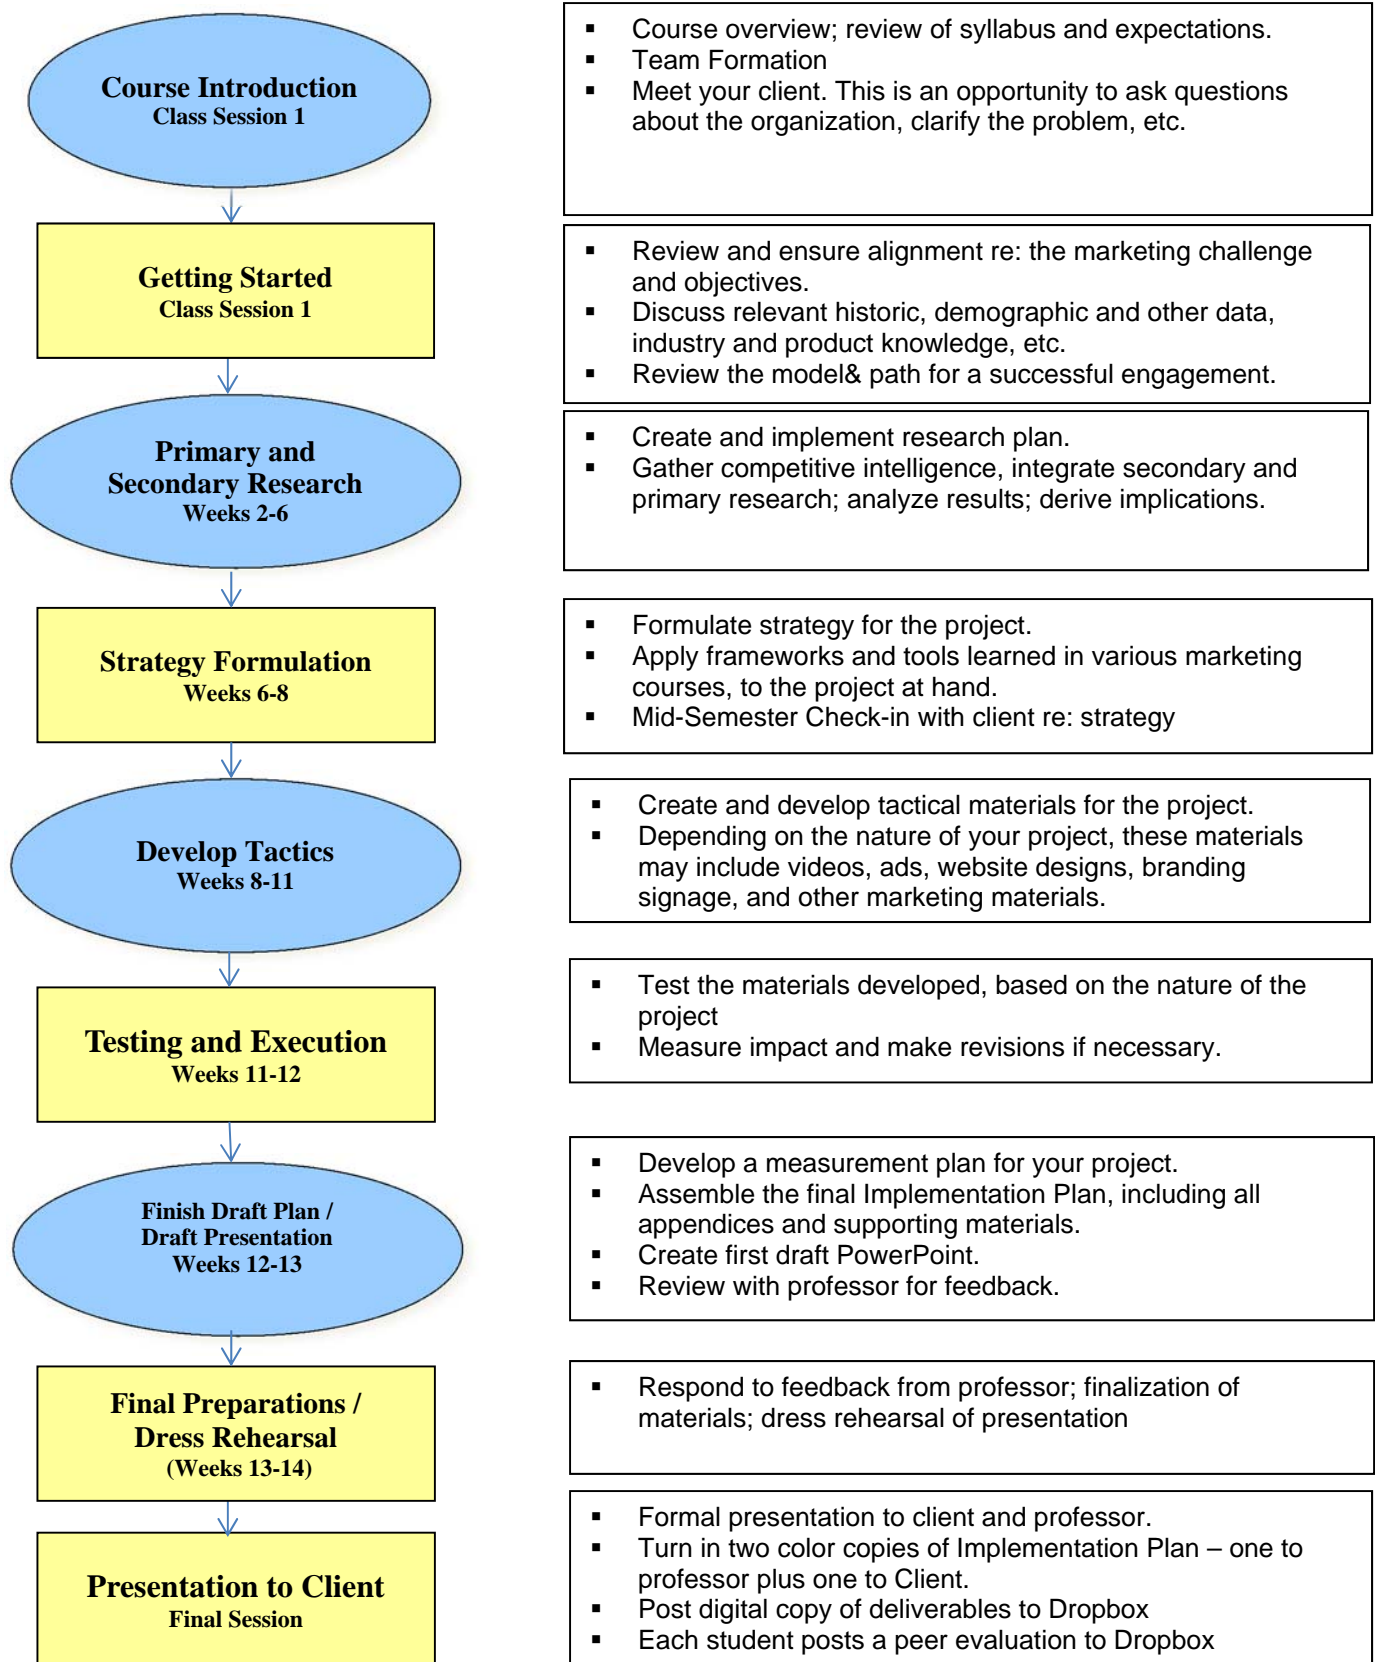 Course Introduction
Class Session 1
▪ Course overview; review of syllabus and expectations.
▪ Team Formation
▪ Meet your client. This is an opportunity to ask questions
about the organization, clarify the problem, etc.
Getting Started
Class Session 1
▪ Review and ensure alignment re: the marketing challenge
and objectives.
▪ Discuss relevant historic, demographic and other data,
industry and product knowledge, etc.
▪ Review the model& path for a successful engagement.
Primary and
Secondary Research
Weeks 2-6
▪ Create and implement research plan.
▪ Gather competitive intelligence, integrate secondary and
primary research; analyze results; derive implications.
Strategy Formulation
Weeks 6-8
▪ Formulate strategy for the project.
▪ Apply frameworks and tools learned in various marketing
courses, to the project at hand.
▪ Mid-Semester Check-in with client re: strategy
Develop Tactics
Weeks 8-11
▪ Create and develop tactical materials for the project.
▪ Depending on the nature of your project, these materials
may include videos, ads, website designs, branding
signage, and other marketing materials.
Testing and Execution
Weeks 11-12
▪ Test the materials developed, based on the nature of the
project
▪ Measure impact and make revisions if necessary.
Finish Draft Plan /
Draft Presentation
Weeks 12-13
▪ Develop a measurement plan for your project.
▪ Assemble the final Implementation Plan, including all
appendices and supporting materials.
▪ Create first draft PowerPoint.
▪ Review with professor for feedback.
Final Preparations /
Dress Rehearsal
(Weeks 13-14)
▪ Respond to feedback from professor; finalization of
materials; dress rehearsal of presentation
Presentation to Client
Final Session
▪ Formal presentation to client and professor.
▪ Turn in two color copies of Implementation Plan – one to
professor plus one to Client.
▪ Post digital copy of deliverables to Dropbox
▪ Each student posts a peer evaluation to Dropbox